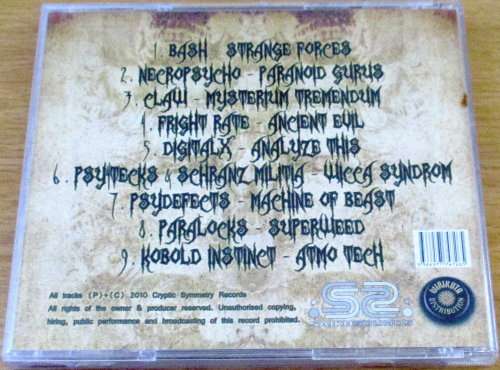 1. BASH STRANGE FORCES
2. NECROPSYCHO - PARANOID GURUS
3. CLAW - MYSTERIUM TREMENDUM
4. FRIGHT RATE - ANCIENT EVIL
5. DIGITALX - ANALYZE THIS
6. PSYTECKS & SCHRANZ MILITIA - WICCA SYNDROM
7. PSYDEFECTS - MACHINE OF BEAST
8. PARALOCKS - SUPERWEED
9. KOBOLD INSTINCT - ATMO TECH
All tracks (P)+(C) 2010 Cryptic Symmetry Records
All rights of the owner & producer reserved. Unauthorised copying,
hiring, public performance and broadcasting of this record prohibited.
WIRIKUTA
DISTRIBUTION